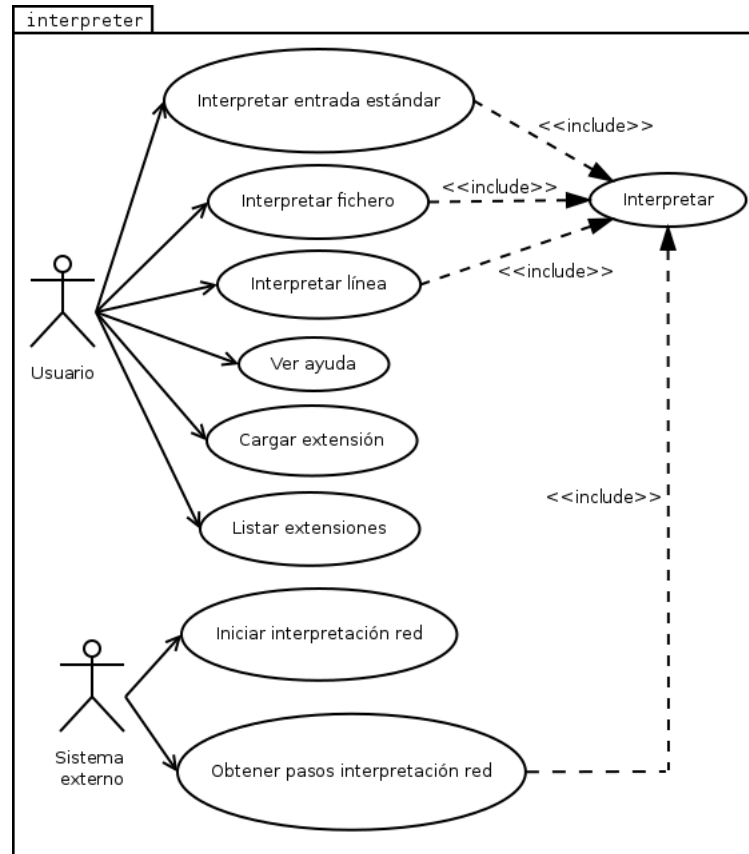 interpreter
Interpretar entrada estándar
<<include>>
Interpretar fichero
<<include>>
Interpretar
Interpretar línea
<<include>>
Usuario
Ver ayuda
Cargar extensión
<<include>>
Listar extensiones
Iniciar interpretación red
Sistema
externo
Obtener pasos interpretación red